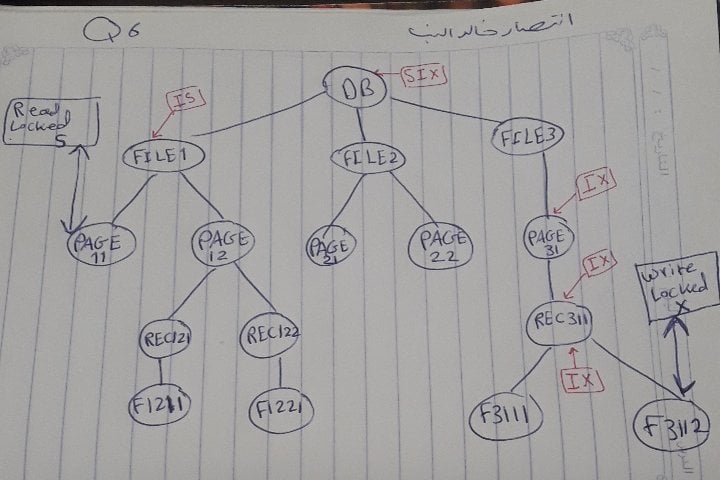 Q6
انتصار خالد البنا
DB
SIX
IS
Read
Locked
S
FILE1
FILE2
FILE3
IX
PAGE
11
PAGE
12
PAGE
21
PAGE
22
PAGE
31
IX
Write
Locked
X
REC121
REC122
REC311
IX
F1211
F1221
F3111
F3112
التاريخ